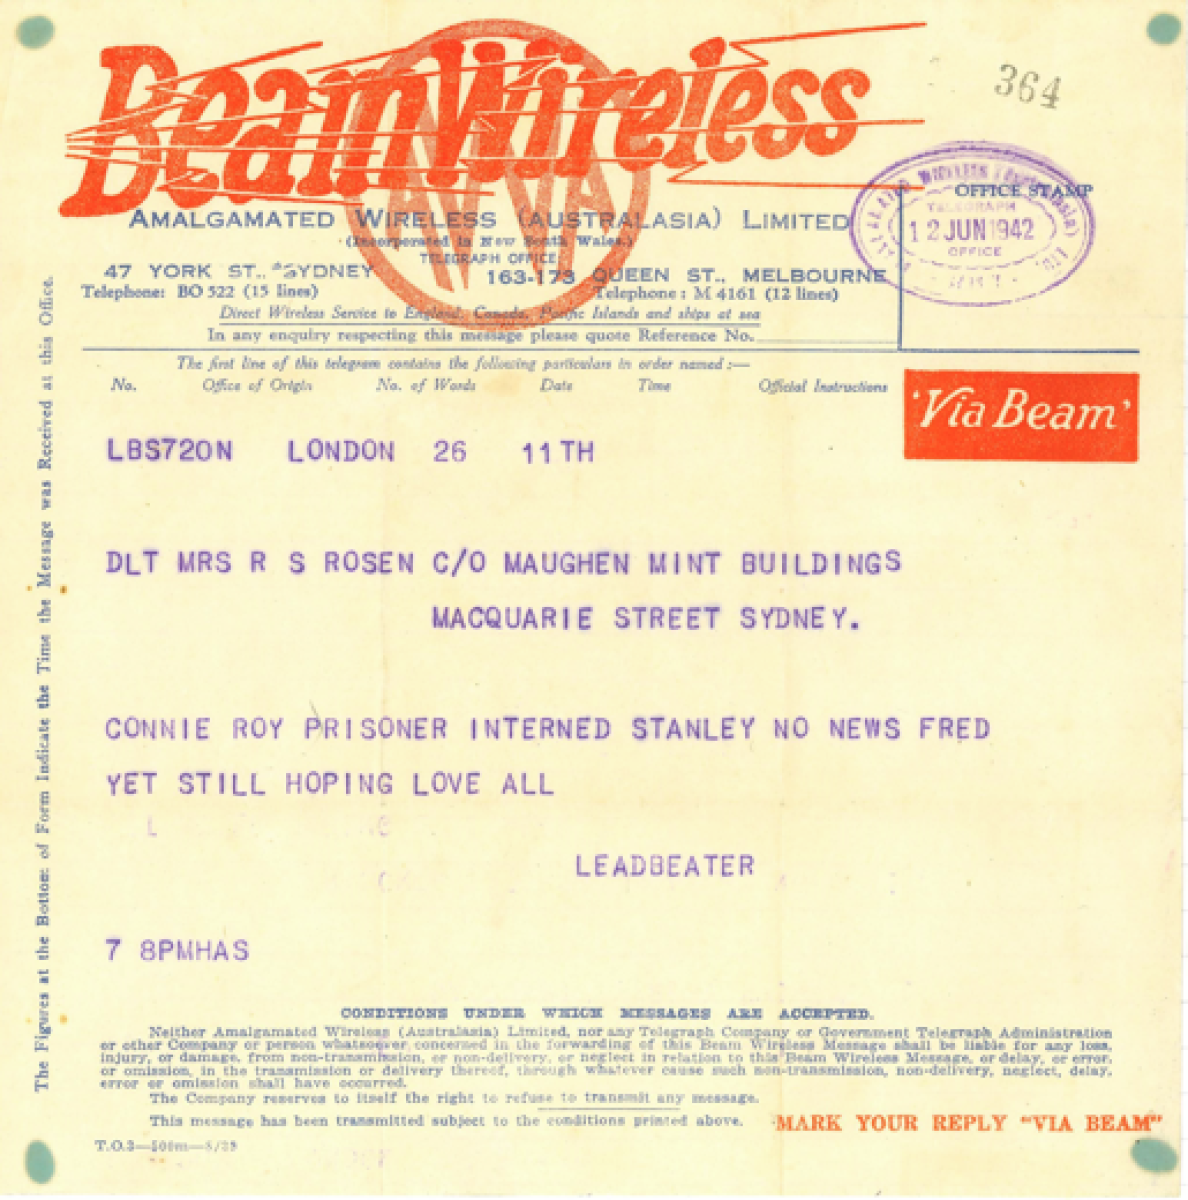 BeamWireless
AWA
364
AMALGAMATED WIRELESS (AUSTRALASIA) LIMITED
(Incorporated in New South Wales.)
TELEGRAPH OFFICE
47 YORK ST., SYDNEY
163-173 QUEEN ST., MELBOURNE
Telephone: BO 522 (15 lines)
Telephone: M 4161 (12 lines)
Direct Wireless Service to England, Canada, Pacific Islands and ships at sea
In any enquiry respecting this message please quote Reference No.
OFFICE STAMP
TELEGRAPH
12 JUN 1942
OFFICE
The first line of this telegram contains the following particulars in order named:—
No. Office of Origin No. of Words Date Time Official Instructions
'Via Beam'
LBS720N LONDON 26 11TH
DLT MRS R S ROSEN C/O MAUGHEN MINT BUILDINGS
MACQUARIE STREET SYDNEY.
CONNIE ROY PRISONER INTERNED STANLEY NO NEWS FRED
YET STILL HOPING LOVE ALL
LEADBEATER
7 8PMHAS
The Figures at the Bottom of Form Indicate the Time the Message was Received at this Office.
CONDITIONS UNDER WHICH MESSAGES ARE ACCEPTED.
Neither Amalgamated Wireless (Australasia) Limited, nor any Telegraph Company or Government Telegraph Administration
or other Company or person whatsoever concerned in the forwarding of this Beam Wireless Message shall be liable for any loss,
injury, or damage, from non-transmission, or non-delivery, or neglect in relation to this Beam Wireless Message, or delay, or error,
or omission, in the transmission or delivery thereof, through whatever cause such non-transmission, non-delivery, neglect, delay,
error or omission shall have occurred.
The Company reserves to itself the right to refuse to transmit any message.
This message has been transmitted subject to the conditions printed above.
MARK YOUR REPLY "VIA BEAM"
T.O.3—500m—